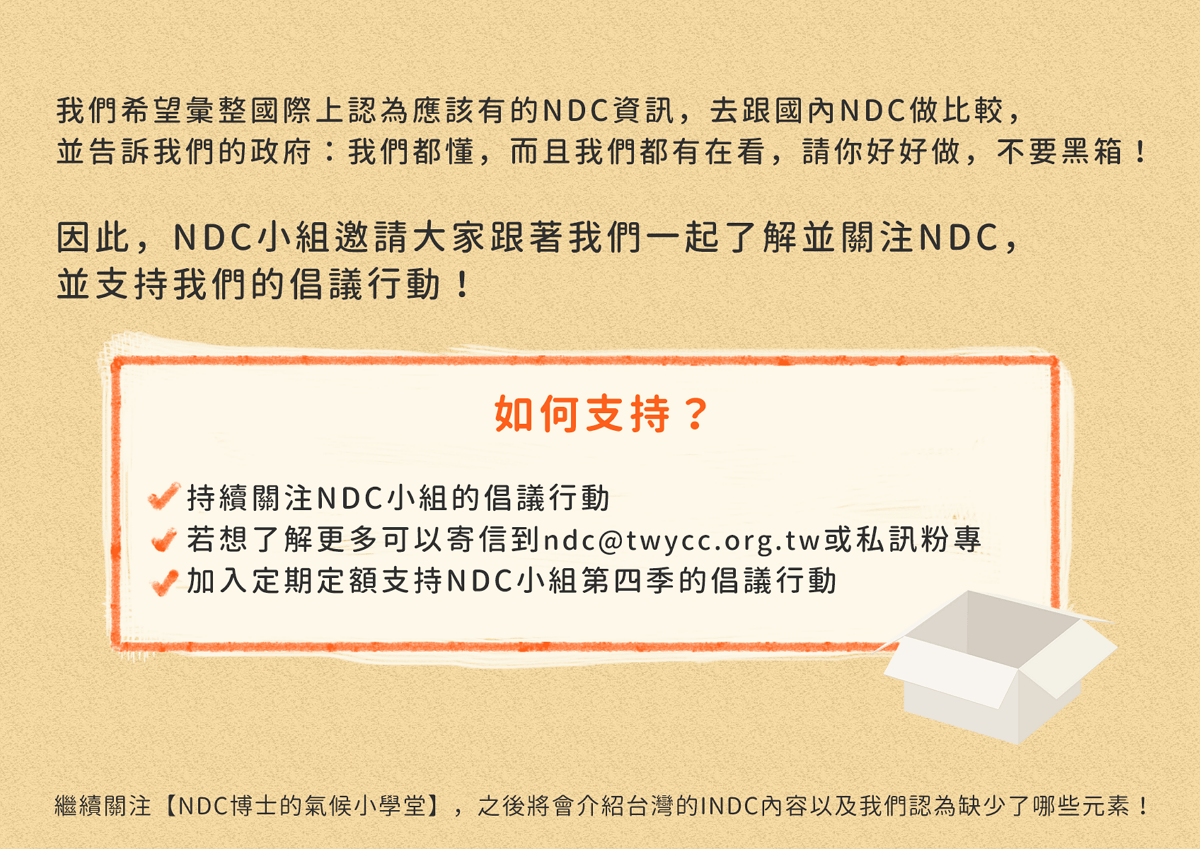 我們希望彙整國際上認為應該有的NDC資訊，去跟國內NDC做比較，
並告訴我們的政府：我們都懂，而且我們都有在看，請你好好做，不要黑箱！
因此，NDC小組邀請大家跟著我們一起了解並關注NDC，
並支持我們的倡議行動！
如何支持？
持續關注NDC小組的倡議行動
若想了解更多可以寄信到ndc@twycc.org.tw或私訊粉專
加入定期定額支持NDC小組第四季的倡議行動
繼續關注【NDC博士的氣候小學堂】，之後將會介紹台灣的INDC內容以及我們認為缺少了哪些元素！